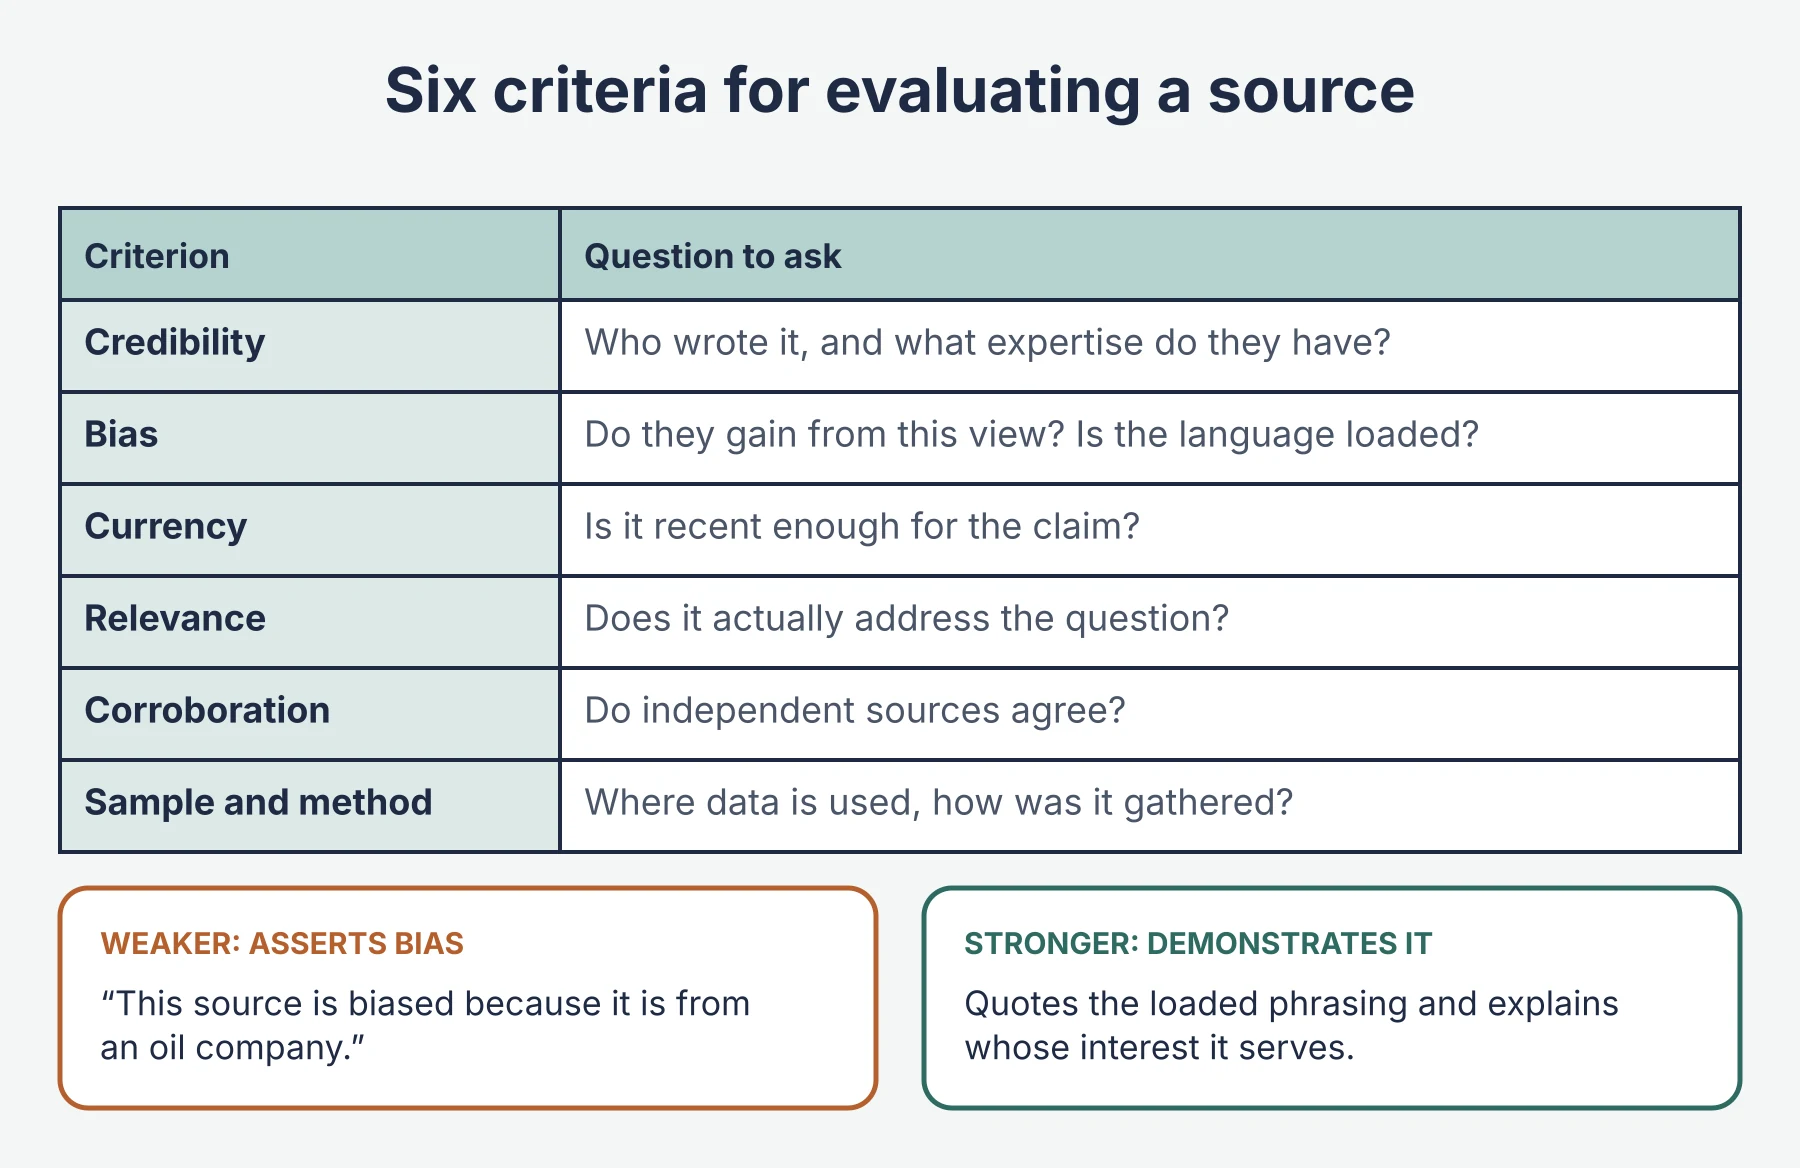 Six criteria for evaluating a source
Criterion
Question to ask
Credibility
Who wrote it, and what expertise do they have?
Bias
Do they gain from this view? Is the language loaded?
Currency
Is it recent enough for the claim?
Relevance
Does it actually address the question?
Corroboration
Do independent sources agree?
Sample and method
Where data is used, how was it gathered?
WEAKER: ASSERTS BIAS
“This source is biased because it is from
an oil company.”
STRONGER: DEMONSTRATES IT
Quotes the loaded phrasing and explains
whose interest it serves.